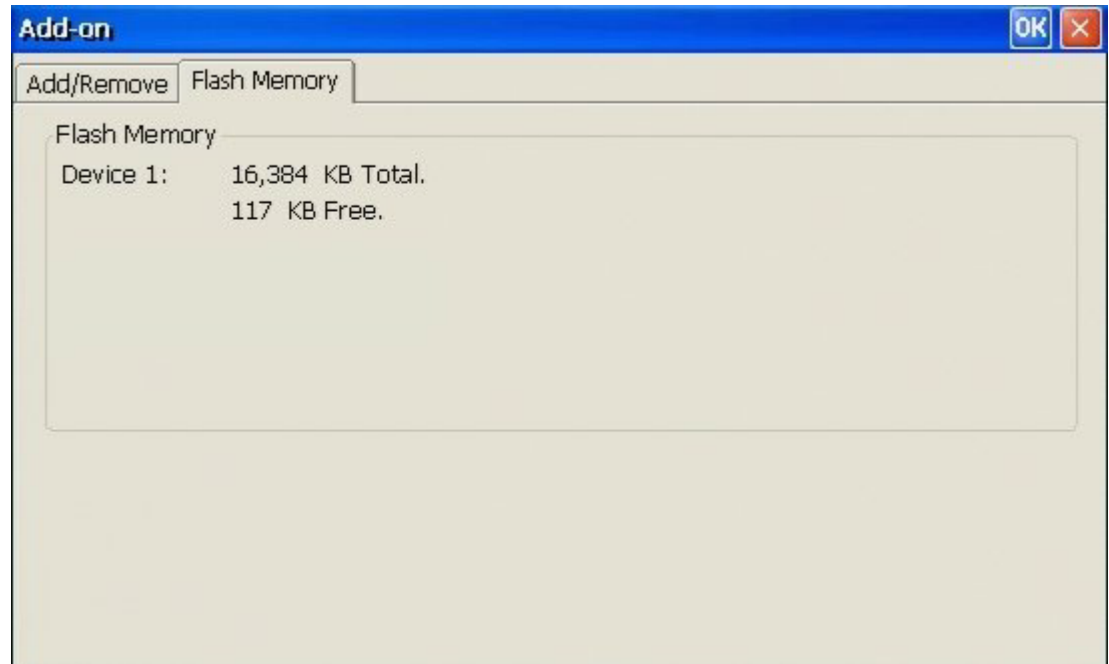 Add-on
OK
Add/Remove
Flash Memory
Flash Memory
Device 1: 16,384 KB Total.
117 KB Free.